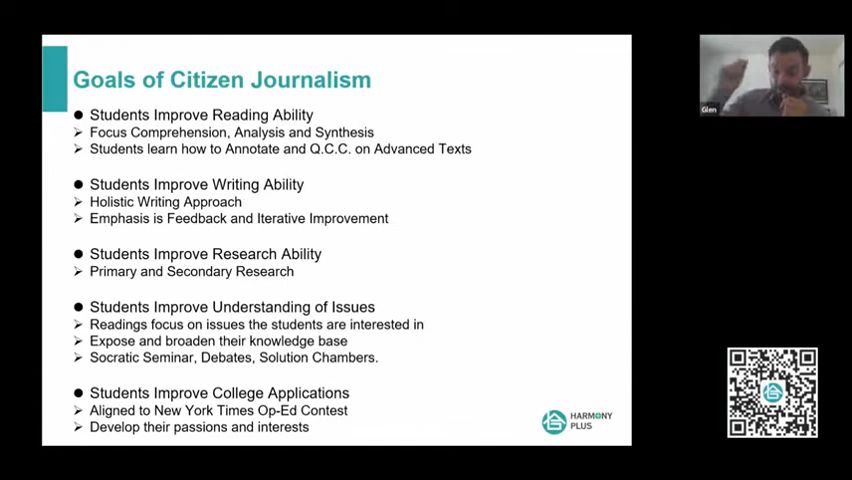 Goals of Citizen Journalism
● Students Improve Reading Ability
➢ Focus Comprehension, Analysis and Synthesis
➢ Students learn how to Annotate and Q.C.C. on Advanced Texts
● Students Improve Writing Ability
➢ Holistic Writing Approach
➢ Emphasis is Feedback and Iterative Improvement
● Students Improve Research Ability
➢ Primary and Secondary Research
● Students Improve Understanding of Issues
➢ Readings focus on issues the students are interested in
➢ Expose and broaden their knowledge base
➢ Socratic Seminar, Debates, Solution Chambers.
● Students Improve College Applications
➢ Aligned to New York Times Op-Ed Contest
➢ Develop their passions and interests
HARMONY
PLUS
Glen